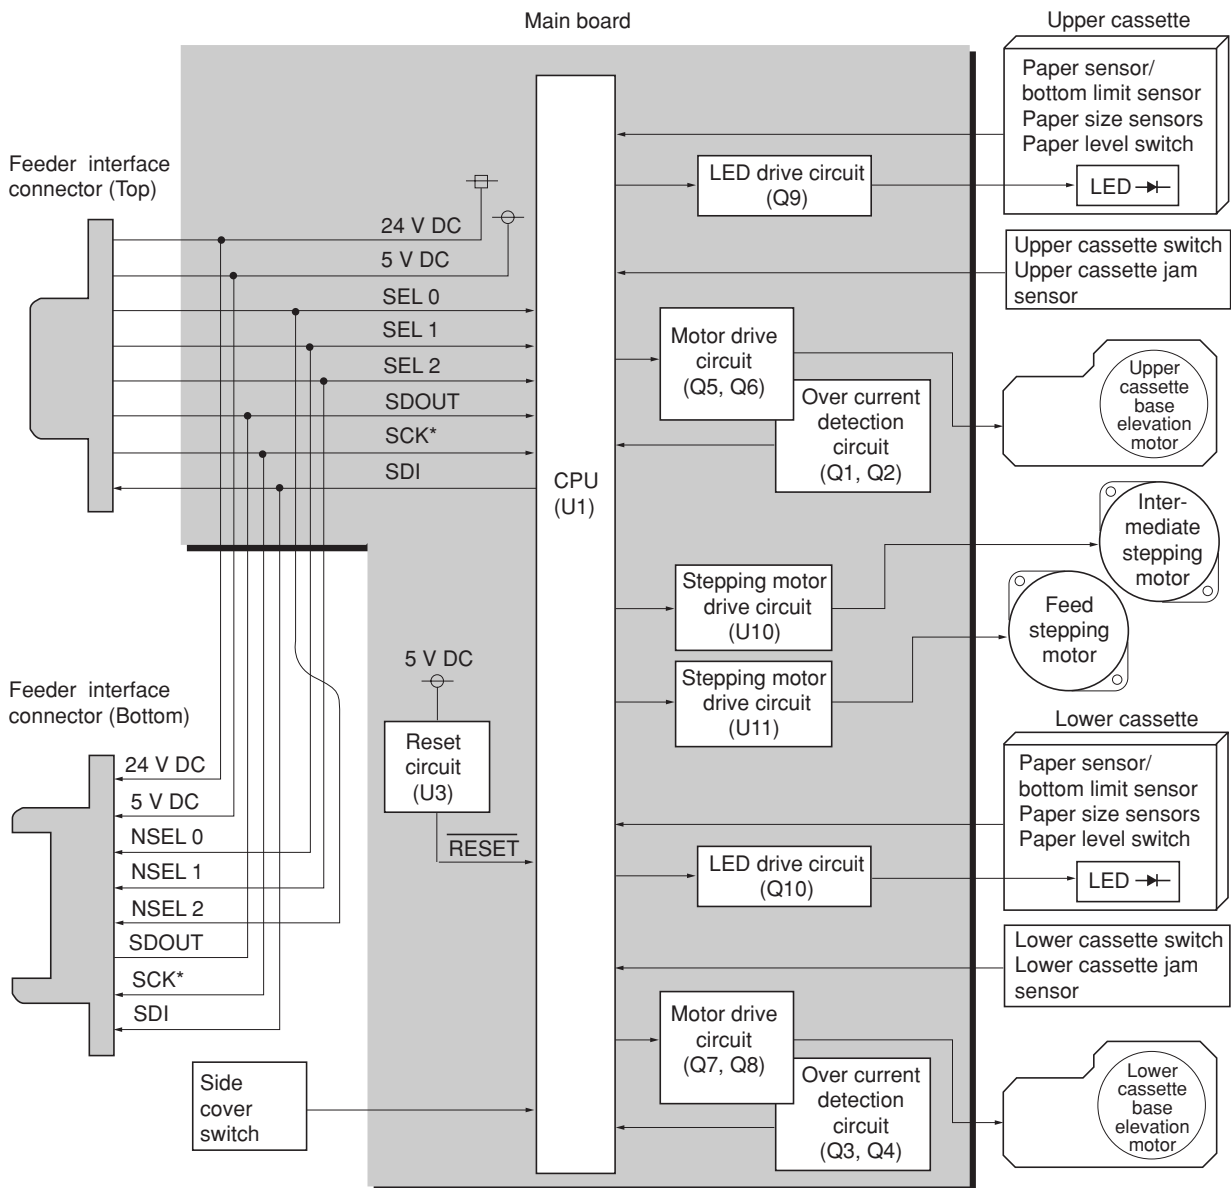 Main board
Upper cassette
Paper sensor/
bottom limit sensor
Paper size sensors
Paper level switch
LED
Feeder interface
connector (Top)
24 V DC
5 V DC
SEL 0
SEL 1
SEL 2
SDOUT
SCK*
SDI
CPU
(U1)
LED drive circuit
(Q9)
Upper cassette switch
Upper cassette jam
sensor
Motor drive
circuit
(Q5, Q6)
Over current
detection
circuit
(Q1, Q2)
Upper
cassette
base
elevation
motor
Inter-
mediate
stepping
motor
Stepping motor
drive circuit
(U10)
Feed
stepping
motor
Stepping motor
drive circuit
(U11)
5 V DC
Reset
circuit
(U3)
RESET
Feeder interface
connector (Bottom)
24 V DC
5 V DC
NSEL 0
NSEL 1
NSEL 2
SDOUT
SCK*
SDI
Lower cassette
Paper sensor/
bottom limit sensor
Paper size sensors
Paper level switch
LED
LED drive circuit
(Q10)
Lower cassette switch
Lower cassette jam
sensor
Motor drive
circuit
(Q7, Q8)
Over current
detection
circuit
(Q3, Q4)
Lower
cassette
base
elevation
motor
Side
cover
switch